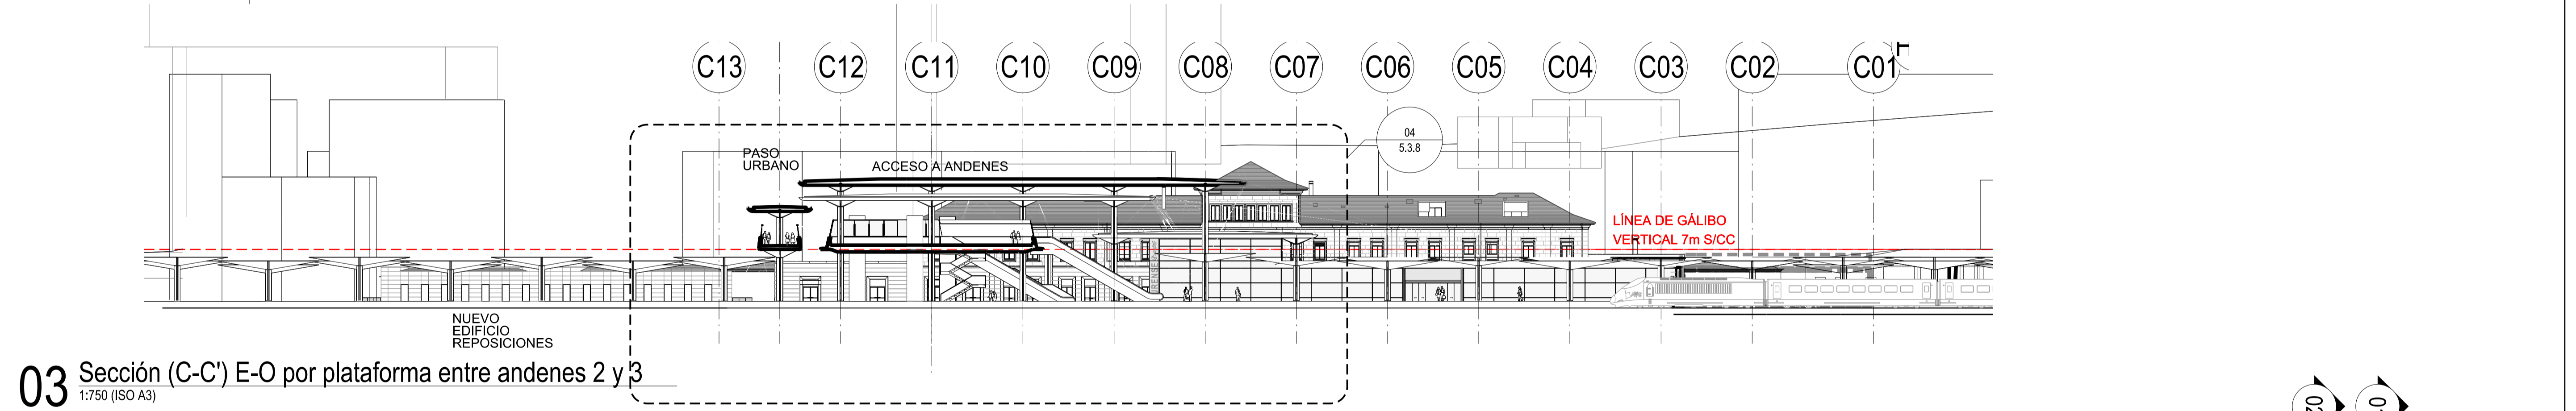 C13 C12 C11 C10 C09 C08 C07 C06 C05 C04 C03 C02 C01
H
04
5.3.8
PASO
URBANO
ACCESO A ANDENES
LÍNEA DE GÁLIBO
VERTICAL 7m S/CC
NUEVO
EDIFICIO
REPOSICIONES
03 Sección (C-C') E-O por plataforma entre andenes 2 y 3
1:750 (ISO A3)
02